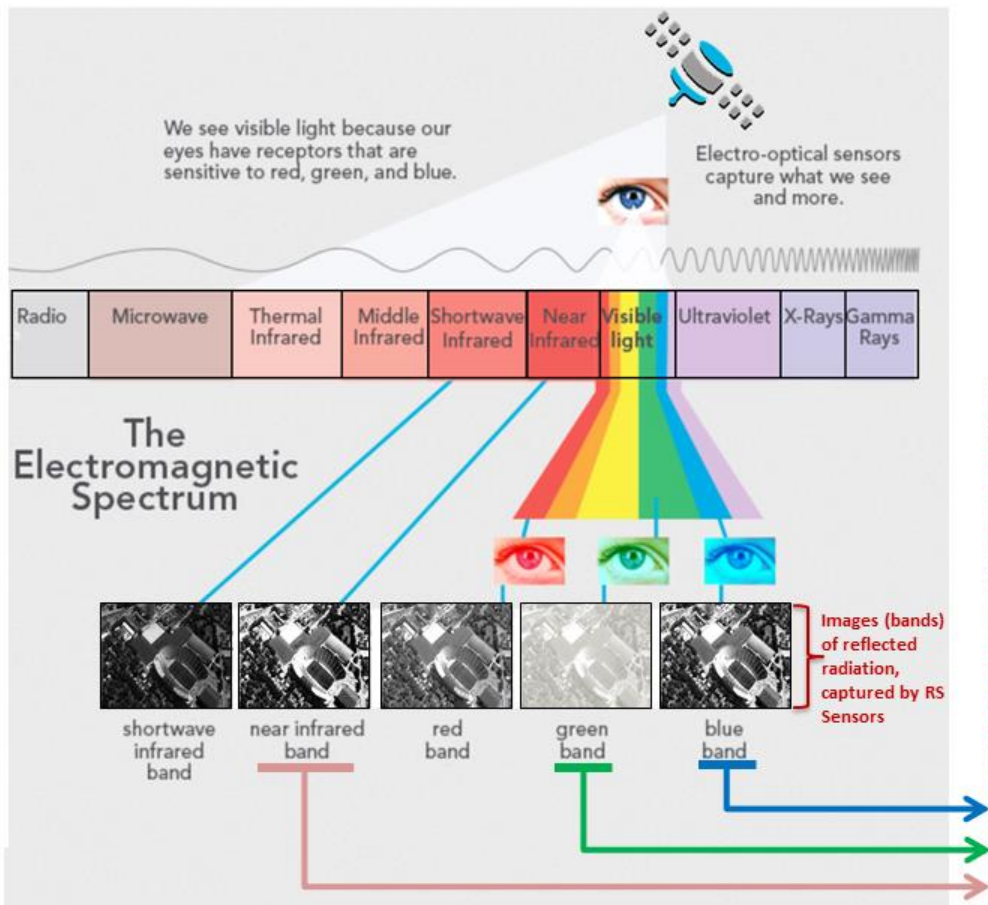 We see visible light because our
eyes have receptors that are
sensitive to red, green, and blue.
Electro-optical sensors
capture what we see
and more.
Radio
Microwave
Thermal
Infrared
Middle
Infrared
Shortwave
Infrared
Near
Infrared
Visible
light
Ultraviolet
X-Rays
Gamma
Rays
The
Electromagnetic
Spectrum
Images (bands)
of reflected
radiation,
captured by RS
Sensors
shortwave
infrared
band
near infrared
band
red
band
green
band
blue
band